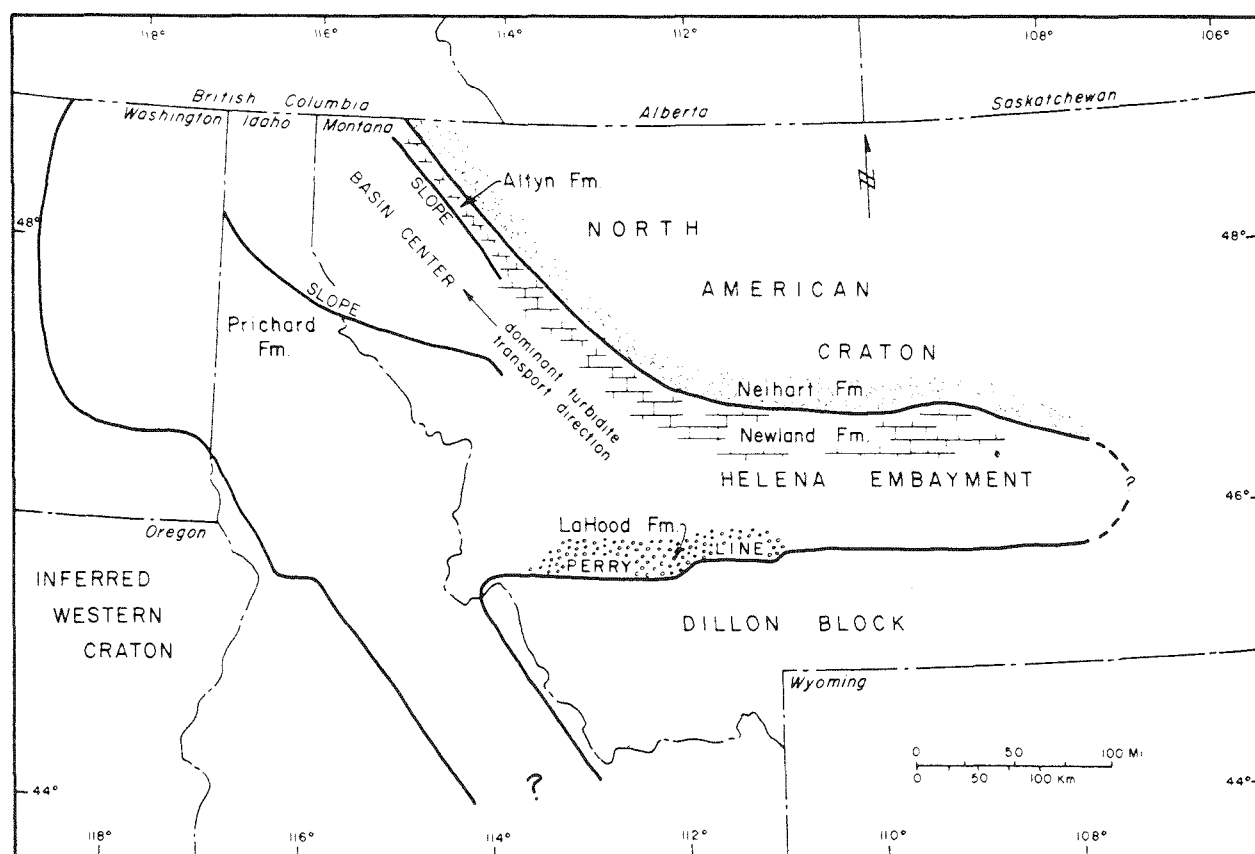 118° 116° 114° 112° 108° 106°
British Columbia
Alberta
Saskatchewan
Washington
Idaho
Montana
N
SLOPE
Altyn Fm.
BASIN CENTER
48°
48°
NORTH
AMERICAN
CRATON
SLOPE
Prichard
Fm.
dominant turbidite
transport direction
Neihart Fm.
Newland Fm.
HELENA EMBAYMENT
?
46°
LaHood Fm.
PERRY LINE
Oregon
INFERRED
WESTERN
CRATON
DILLON BLOCK
Wyoming
0 50 100 Mi
0 50 100 Km
?
44°
44°
118° 116° 114° 112° 110° 108°